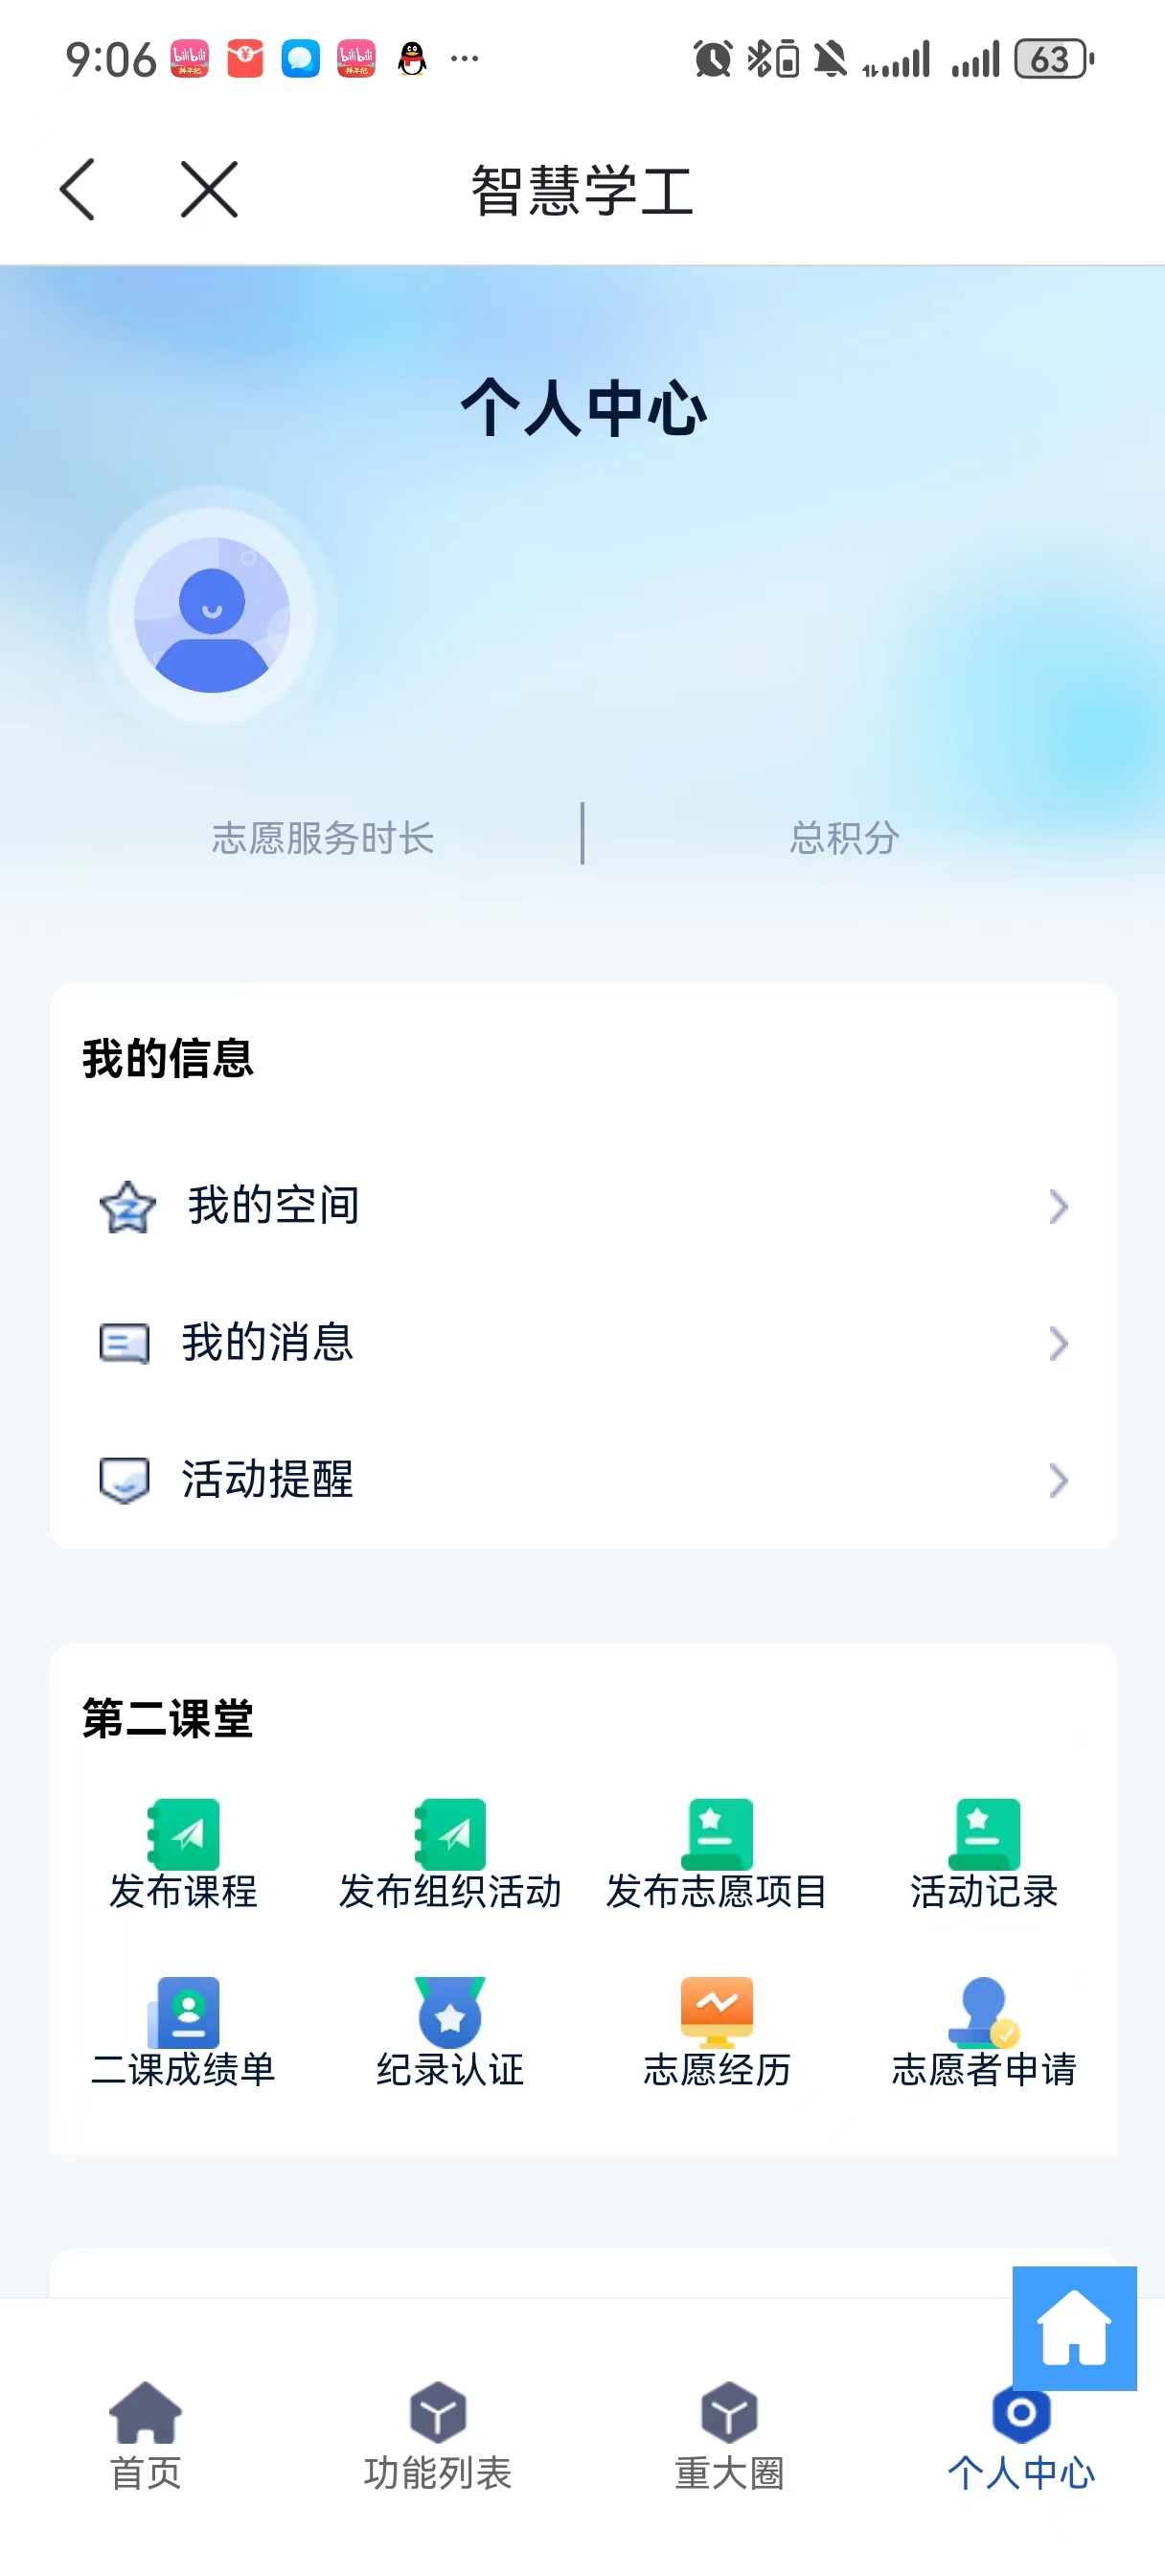 9:06
63
智慧学工
个人中心
志愿服务时长
总积分
我的信息
我的空间
我的消息
活动提醒
第二课堂
发布课程 发布组织活动 发布志愿项目 活动记录
二课成绩单 纪录认证 志愿经历 志愿者申请
首页 功能列表 重大圈 个人中心